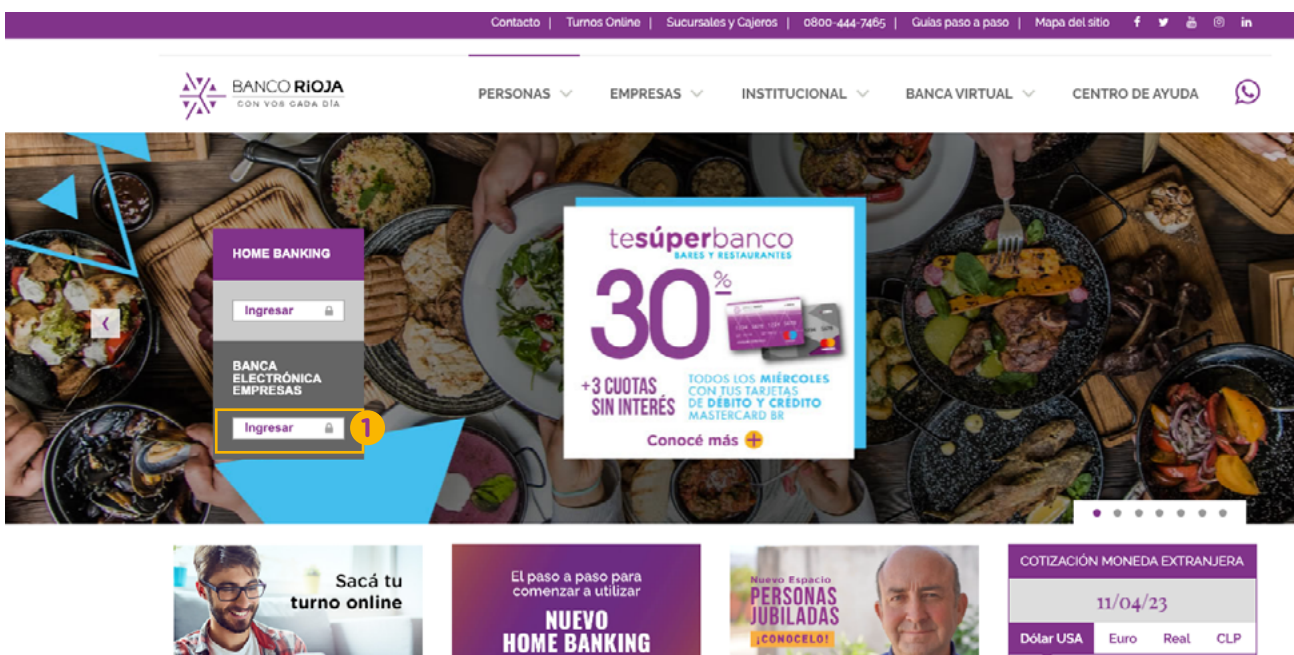 Contacto | Turnos Online | Sucursales y Cajeros | 0800-444-7465 | Guías paso a paso | Mapa del sitio
BANCO RIOJA
CON VOS CADA DÍA
PERSONAS EMPRESAS INSTITUCIONAL BANCA VIRTUAL CENTRO DE AYUDA
HOME BANKING
Ingresar
BANCA
ELECTRÓNICA
EMPRESAS
Ingresar
1
tesúperbanco
BARES Y RESTAURANTES
30%
+3 CUOTAS
SIN INTERÉS
TODOS LOS MIÉRCOLES
CON TUS TARJETAS
DE DÉBITO Y CRÉDITO
MASTERCARD BR
Conocé más +
Sacá tu
turno online
El paso a paso para
comenzar a utilizar
NUEVO
HOME BANKING
Nuevo Espacio
PERSONAS
JUBILADAS
¡CONOCELO!
COTIZACIÓN MONEDA EXTRANJERA
11/04/23
Dólar USA Euro Real CLP